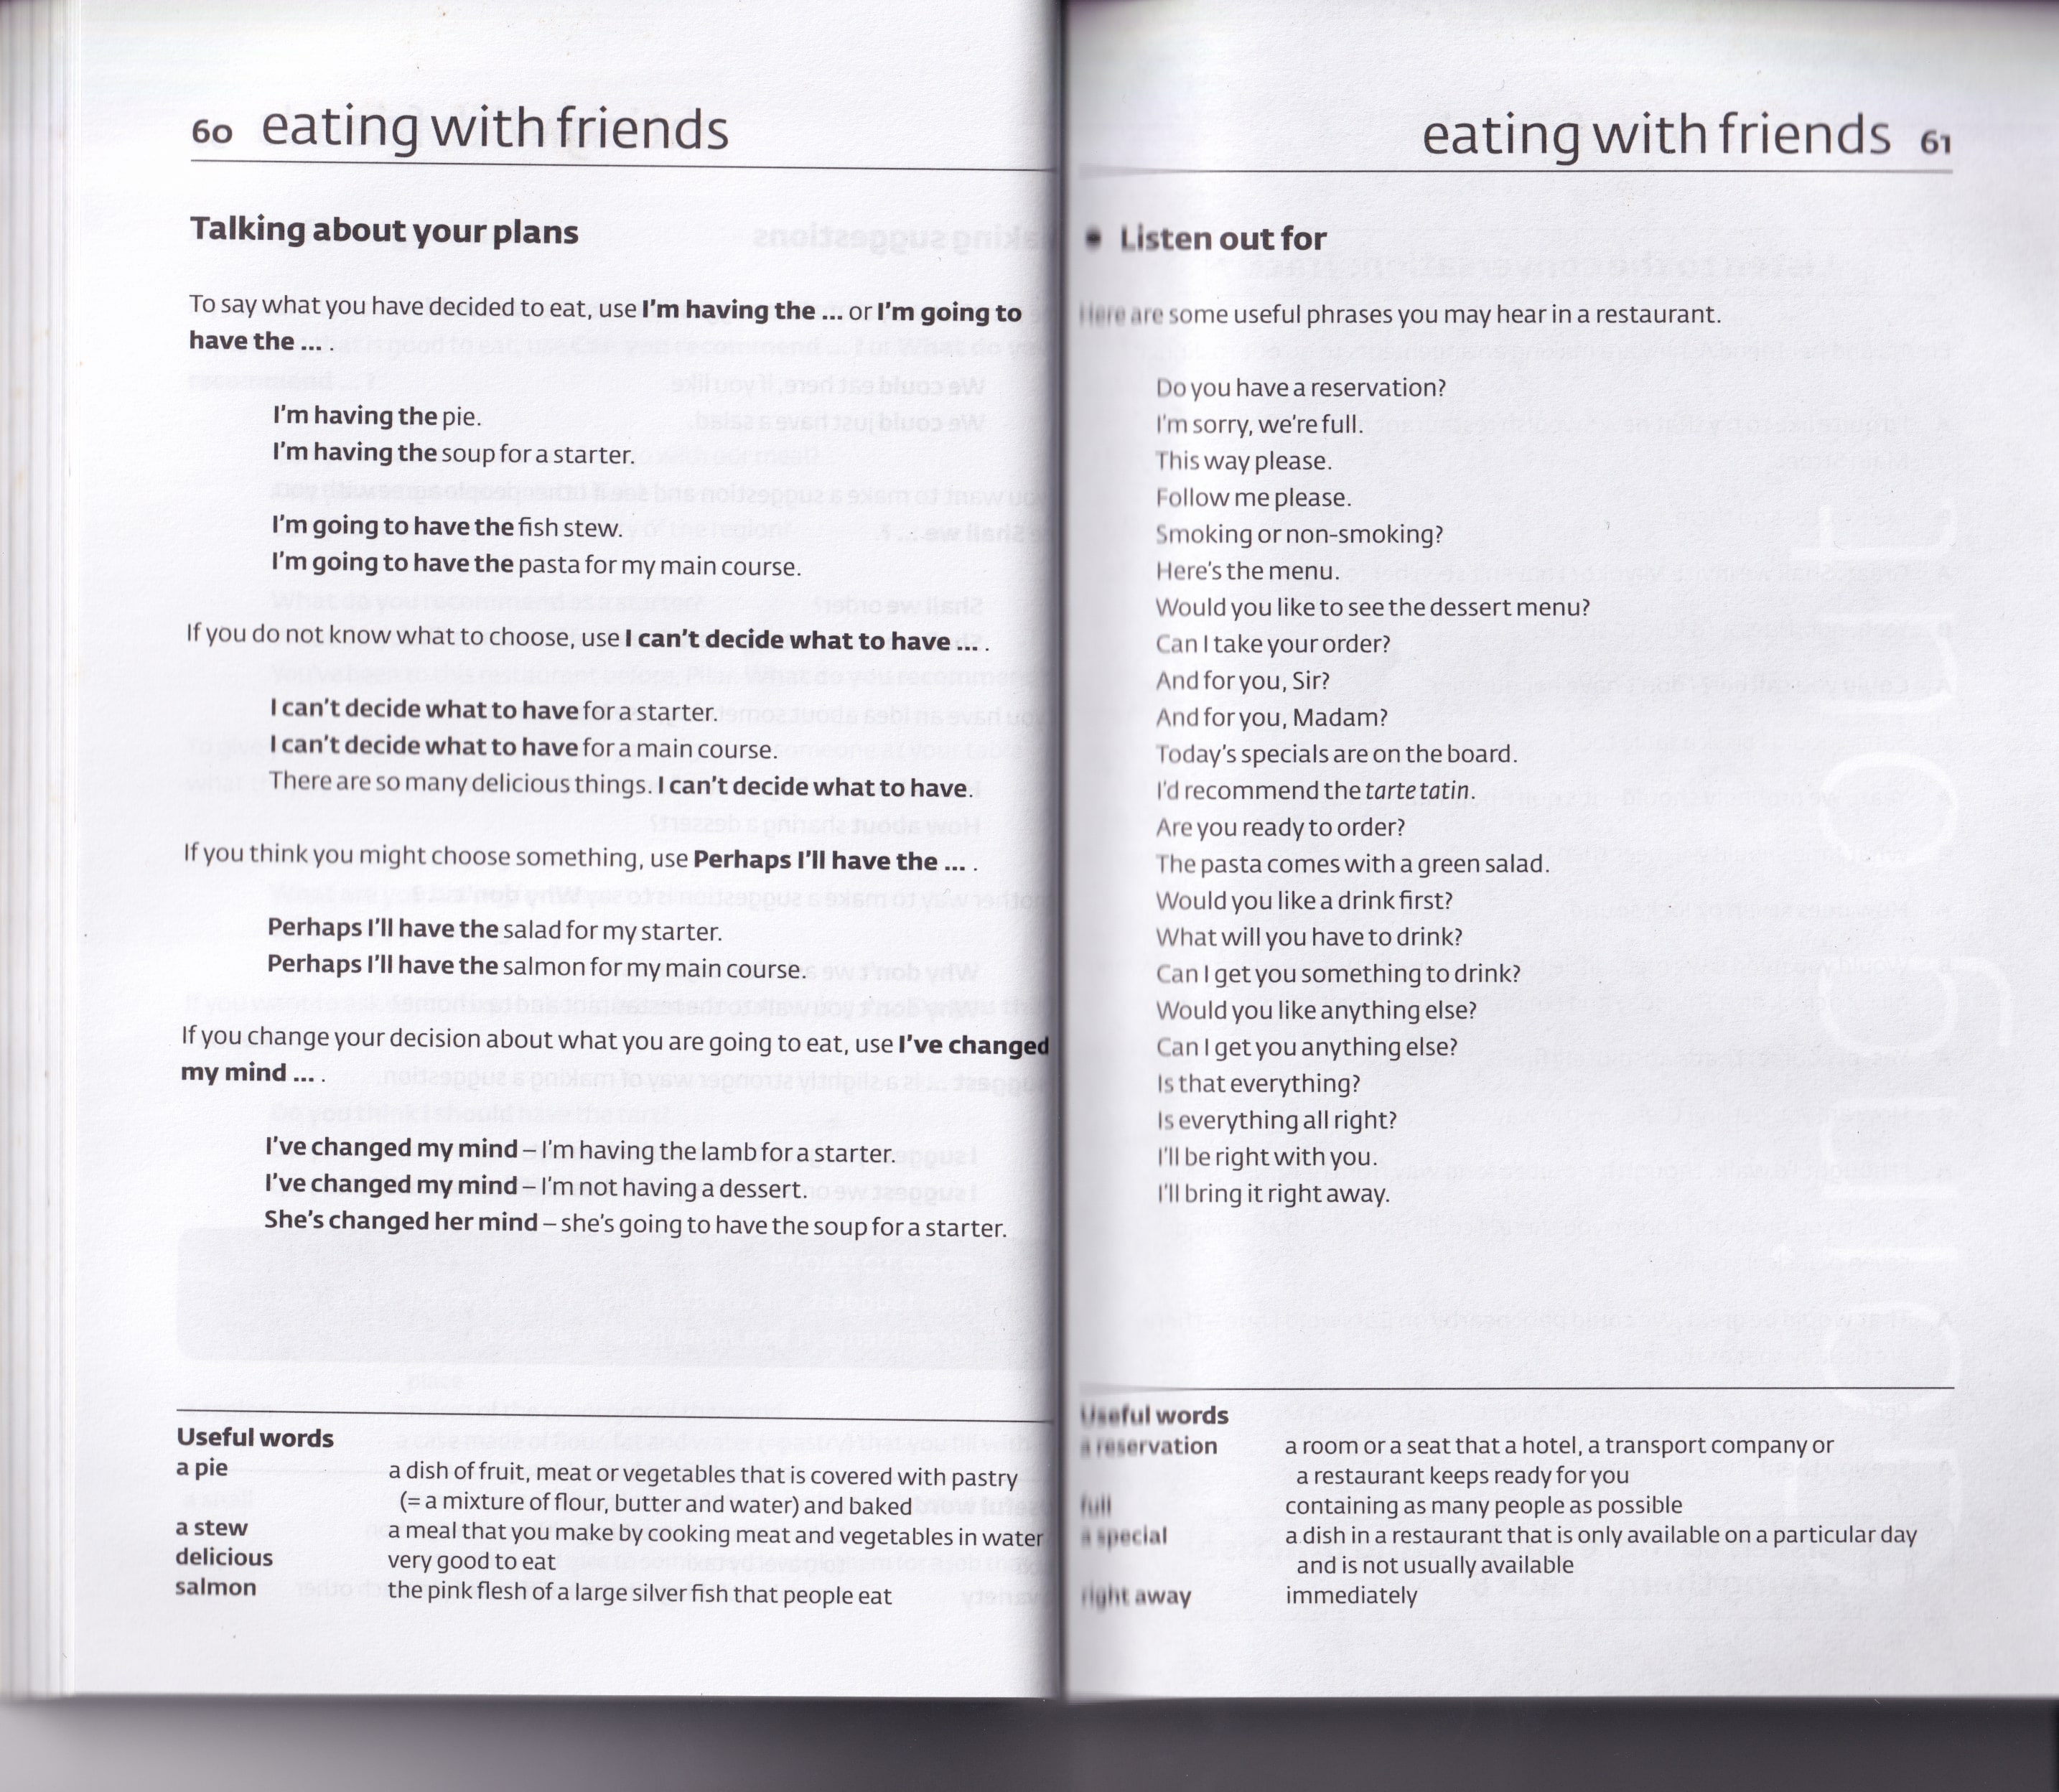 60 eating with friends
Talking about your plans
To say what you have decided to eat, use I'm having the ... or I'm going to
have the ... .
I'm having the pie.
I'm having the soup for a starter.
I'm going to have the fish stew.
I'm going to have the pasta for my main course.
If you do not know what to choose, use I can't decide what to have ... .
I can't decide what to have for a starter.
I can't decide what to have for a main course.
There are so many delicious things. I can't decide what to have.
If you think you might choose something, use Perhaps I'll have the ... .
Perhaps I'll have the salad for my starter.
Perhaps I'll have the salmon for my main course.
If you change your decision about what you are going to eat, use I've changed
my mind ... .
I've changed my mind – I'm having the lamb for a starter.
I've changed my mind – I'm not having a dessert.
She's changed her mind – she's going to have the soup for a starter.
Useful words
a pie a dish of fruit, meat or vegetables that is covered with pastry
(= a mixture of flour, butter and water) and baked
a stew a meal that you make by cooking meat and vegetables in water
delicious very good to eat
salmon the pink flesh of a large silver fish that people eat
eating with friends 61
• Listen out for
Here are some useful phrases you may hear in a restaurant.
Do you have a reservation?
I'm sorry, we're full.
This way please.
Follow me please.
Smoking or non-smoking?
Here's the menu.
Would you like to see the dessert menu?
Can I take your order?
And for you, Sir?
And for you, Madam?
Today's specials are on the board.
I'd recommend the tarte tatin.
Are you ready to order?
The pasta comes with a green salad.
Would you like a drink first?
What will you have to drink?
Can I get you something to drink?
Would you like anything else?
Can I get you anything else?
Is that everything?
Is everything all right?
I'll be right with you.
I'll bring it right away.
Useful words
a reservation a room or a seat that a hotel, a transport company or
a restaurant keeps ready for you
full containing as many people as possible
a special a dish in a restaurant that is only available on a particular day
and is not usually available
right away immediately